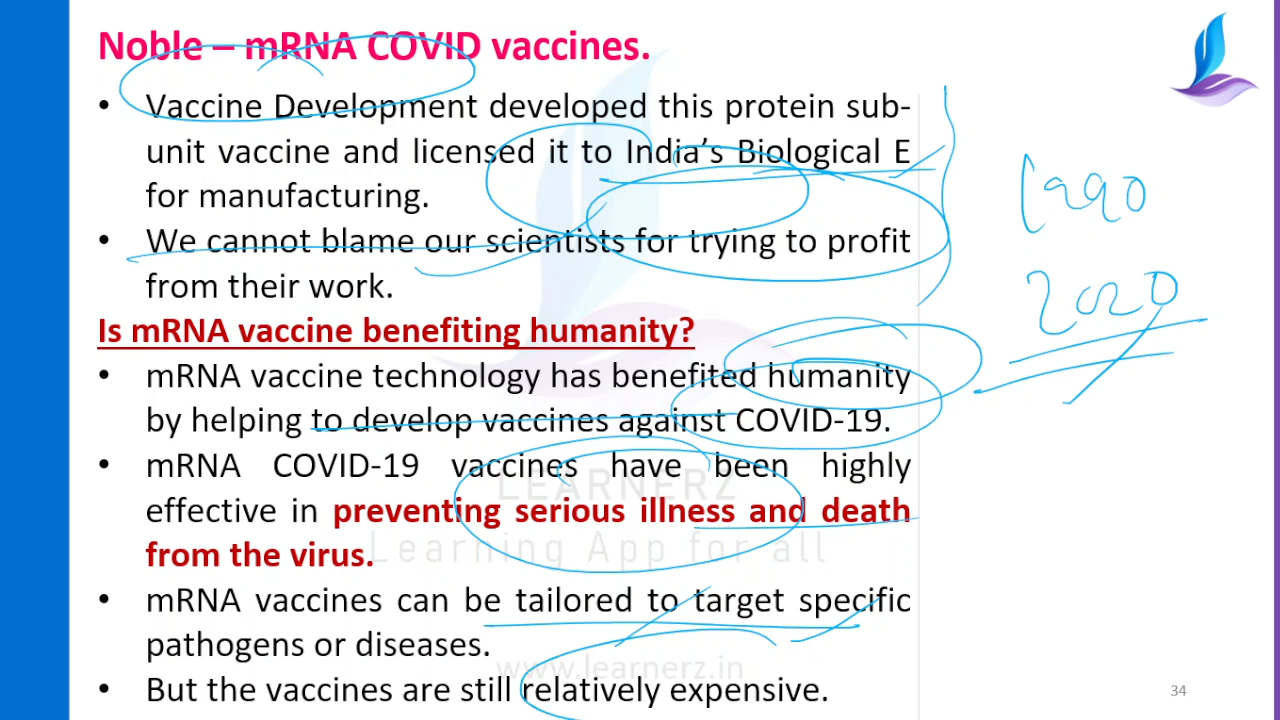 Noble – mRNA COVID vaccines.
• Vaccine Development developed this protein sub-
unit vaccine and licensed it to India's Biological E
for manufacturing.
• We cannot blame our scientists for trying to profit
from their work.
Is mRNA vaccine benefiting humanity?
• mRNA vaccine technology has benefited humanity
by helping to develop vaccines against COVID-19.
• mRNA COVID-19 vaccines have been highly
effective in preventing serious illness and death
from the virus.
• mRNA vaccines can be tailored to target specific
pathogens or diseases.
• But the vaccines are still relatively expensive.
1990
2020
LEARNERZ
Learning App for all
www.learnerz.in
34